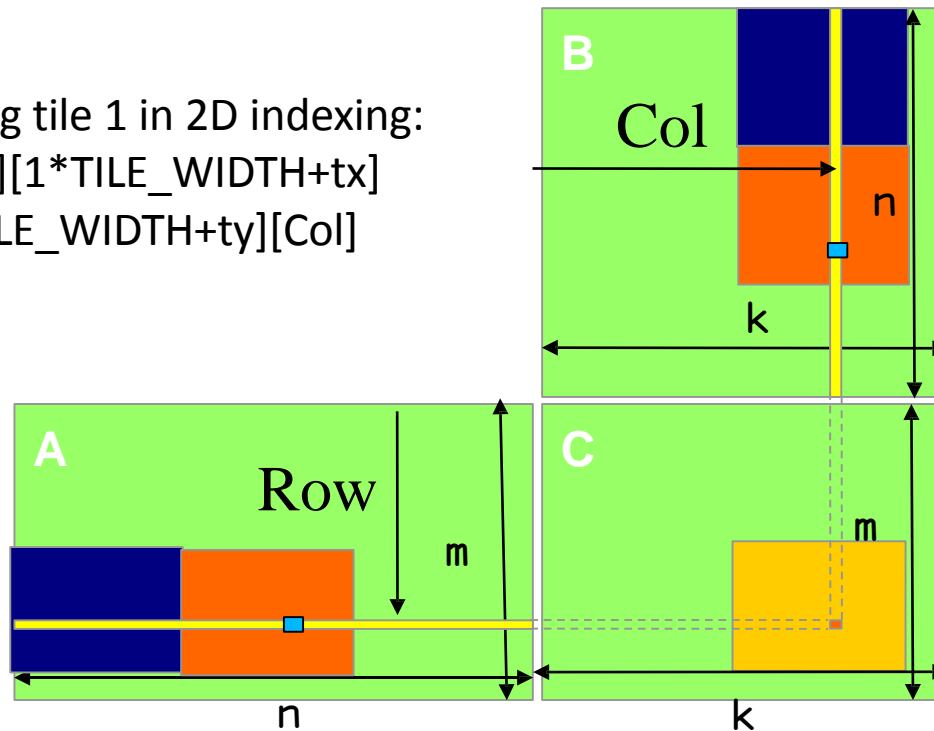 g tile 1 in 2D indexing:
][1*TILE_WIDTH+tx]
LE_WIDTH+ty][Col]
B
Col
n
k
A
Row
m
n
C
m
k